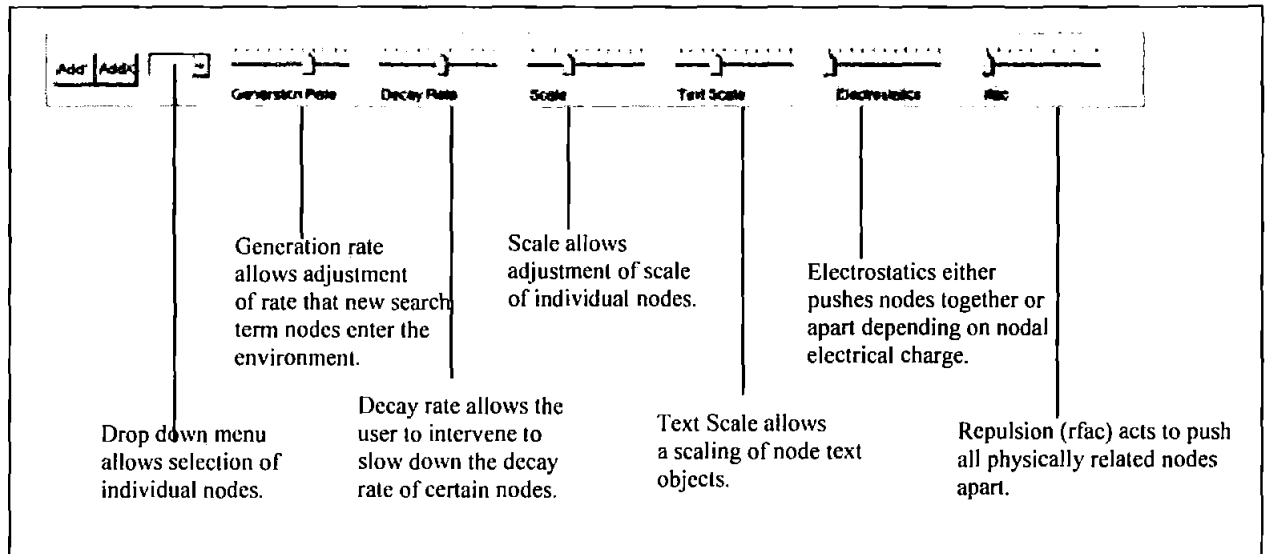 Add Add
Generation Rate Decay Rate Scale Text Scale Electrostatics rfac
Generation rate
allows adjustment
of rate that new search
term nodes enter the
environment.
Scale allows
adjustment of scale
of individual nodes.
Electrostatics either
pushes nodes together or
apart depending on nodal
electrical charge.
Drop down menu
allows selection of
individual nodes.
Decay rate allows the
user to intervene to
slow down the decay
rate of certain nodes.
Text Scale allows
a scaling of node text
objects.
Repulsion (rfac) acts to push
all physically related nodes
apart.